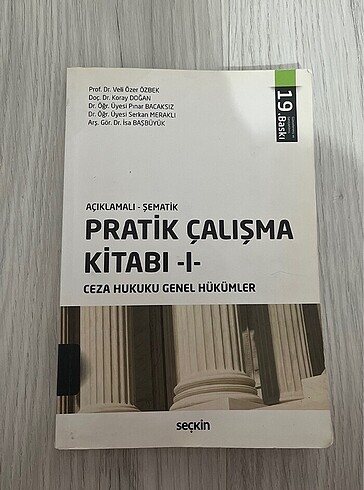 Prof. Dr. Veli Özer ÖZBEK
Doç. Dr. Koray DOĞAN
Dr. Öğr. Üyesi Pınar BACAKSIZ
Dr. Öğr. Üyesi Serkan MERAKLI
Arş. Gör. Dr. İsa BAŞBÜYÜK
19.Baskı
AÇIKLAMALI - ŞEMATİK
PRATİK ÇALIŞMA
KİTABI -I-
CEZA HUKUKU GENEL HÜKÜMLER
seçkin